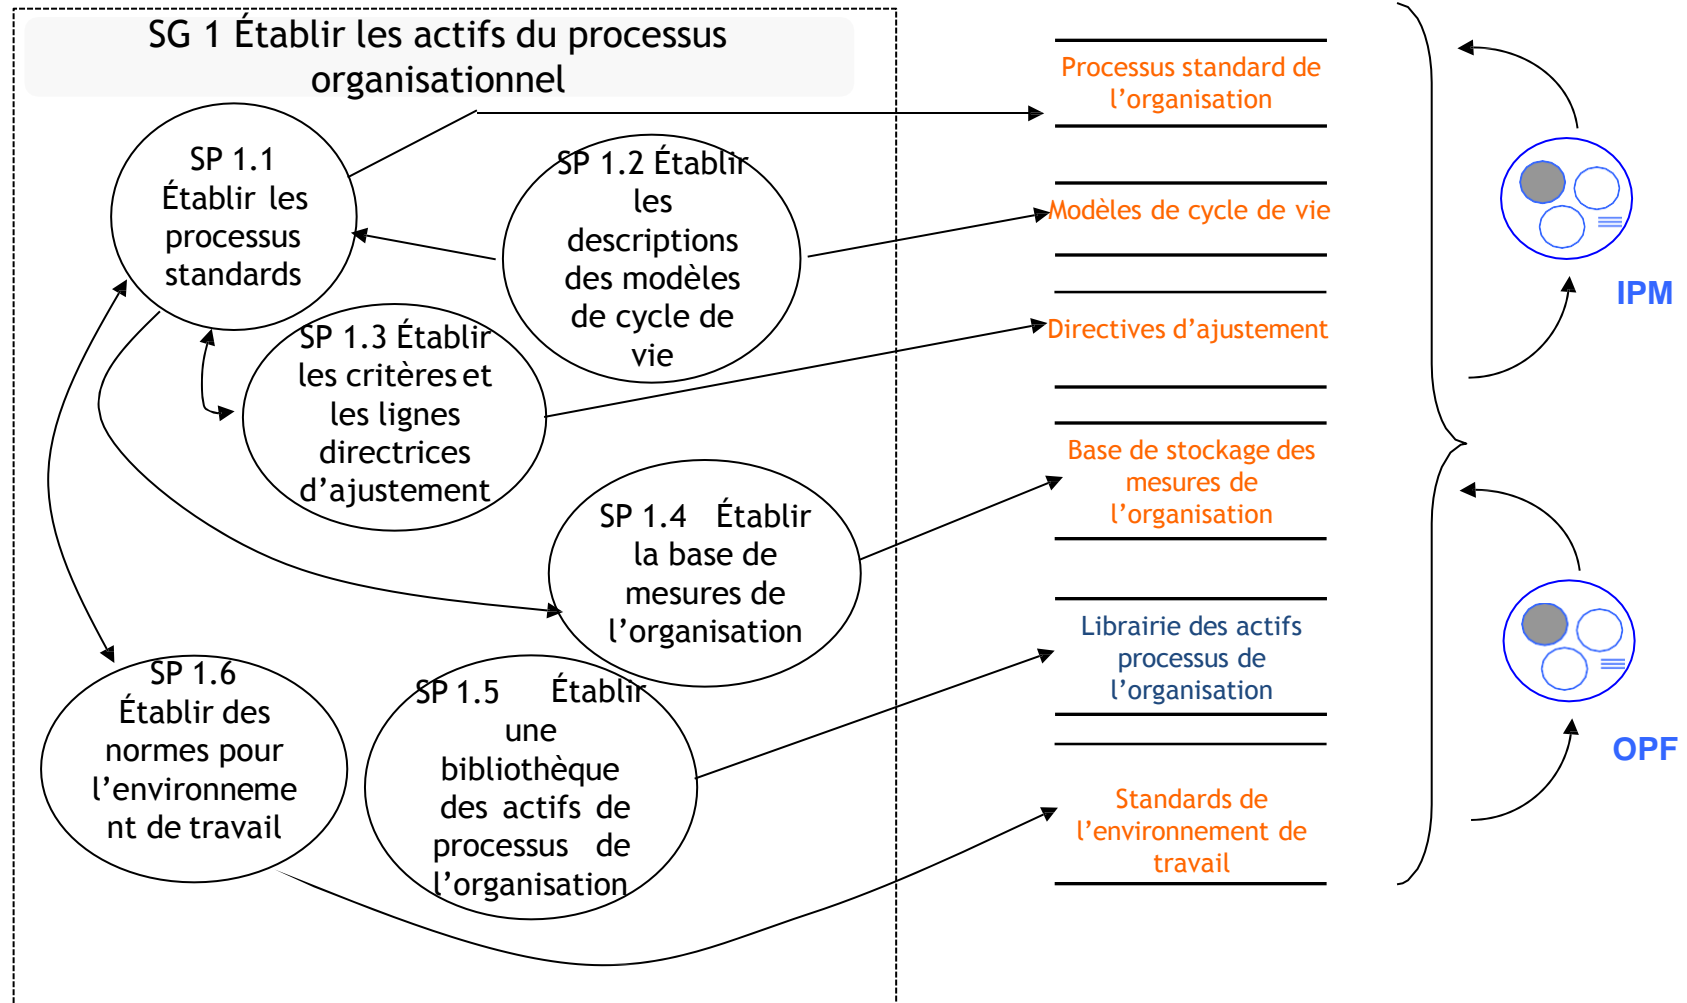 SG 1 Établir les actifs du processus
organisationnel
SP 1.1
Établir les
processus
standards
SP 1.2 Établir
les
descriptions
des modèles
de cycle de
vie
SP 1.3 Établir
les critères et
les lignes
directrices
d’ajustement
SP 1.4 Établir
la base de
mesures de
l’organisation
SP 1.6
Établir des
normes pour
l’environneme
nt de travail
SP 1.5 Établir
une
bibliothèque
des actifs de
processus de
l’organisation
Processus standard de
l’organisation
Modèles de cycle de vie
Directives d’ajustement
Base de stockage des
mesures de
l’organisation
Librairie des actifs
processus de
l’organisation
Standards de
l’environnement de
travail
IPM
OPF